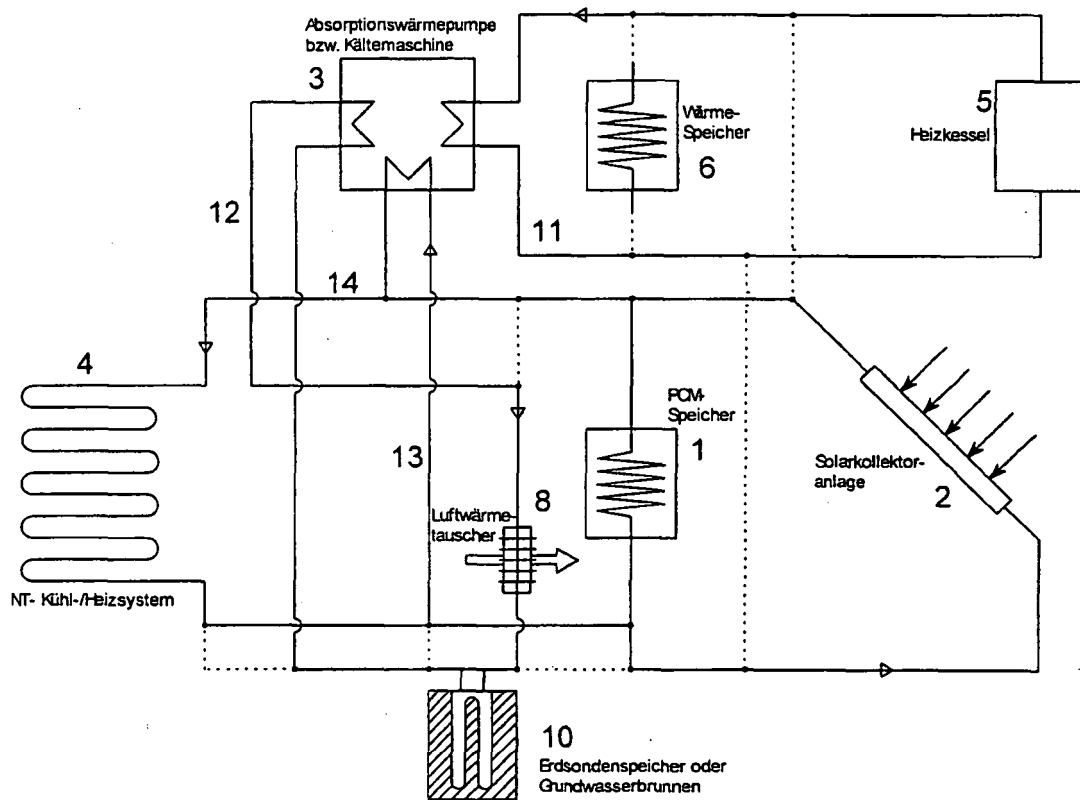 Absorptionswärmepumpe
bzw. Kältemaschine
3
5
Heizkessel
Wärme-
Speicher
6
12
11
14
4
PCM-
Speicher
1
13
Solarkollektor-
anlage
2
8
Luftwärme-
tauscher
NT- Kühl-/Heizsystem
10
Erdsondenspeicher oder
Grundwasserbrunnen